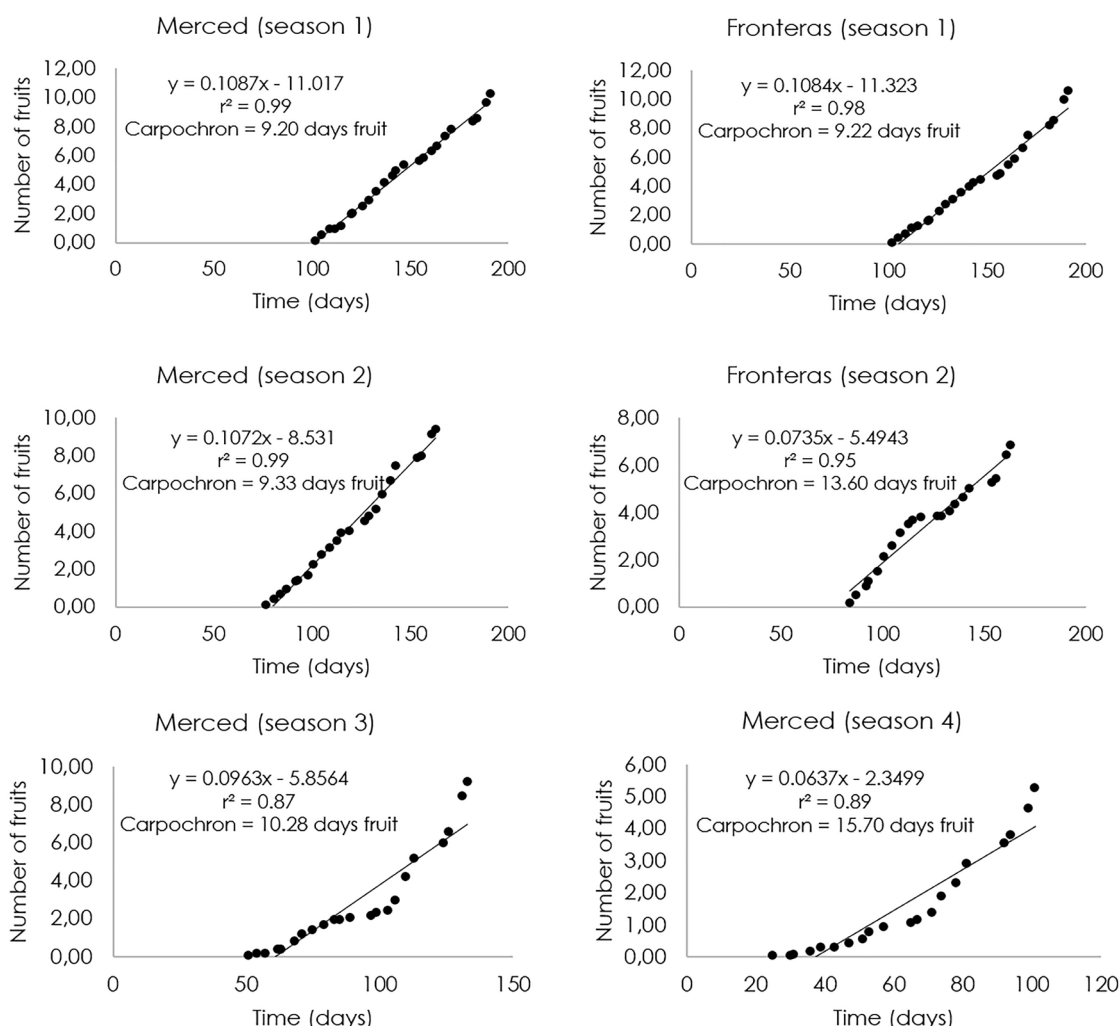 Merced (season 1)
Number of fruits
12,00
10,00
8,00
6,00
4,00
2,00
0,00
y = 0.1087x - 11.017
r² = 0.99
Carpochron = 9.20 days fruit
0 50 100 150 200
Time (days)
Fronteras (season 1)
Number of fruits
12,00
10,00
8,00
6,00
4,00
2,00
0,00
y = 0.1084x - 11.323
r² = 0.98
Carpochron = 9.22 days fruit
0 50 100 150 200
Time (days)
Merced (season 2)
Number of fruits
10,00
8,00
6,00
4,00
2,00
0,00
y = 0.1072x - 8.531
r² = 0.99
Carpochron = 9.33 days fruit
0 50 100 150 200
Time (days)
Fronteras (season 2)
Number of fruits
8,00
6,00
4,00
2,00
0,00
y = 0.0735x - 5.4943
r² = 0.95
Carpochron = 13.60 days fruit
0 50 100 150 200
Time (days)
Merced (season 3)
Number of fruits
10,00
8,00
6,00
4,00
2,00
0,00
y = 0.0963x - 5.8564
r² = 0.87
Carpochron = 10.28 days fruit
0 50 100 150
Time (days)
Merced (season 4)
Number of fruits
6,00
5,00
4,00
3,00
2,00
1,00
0,00
y = 0.0637x - 2.3499
r² = 0.89
Carpochron = 15.70 days fruit
0 20 40 60 80 100 120
Time (days)